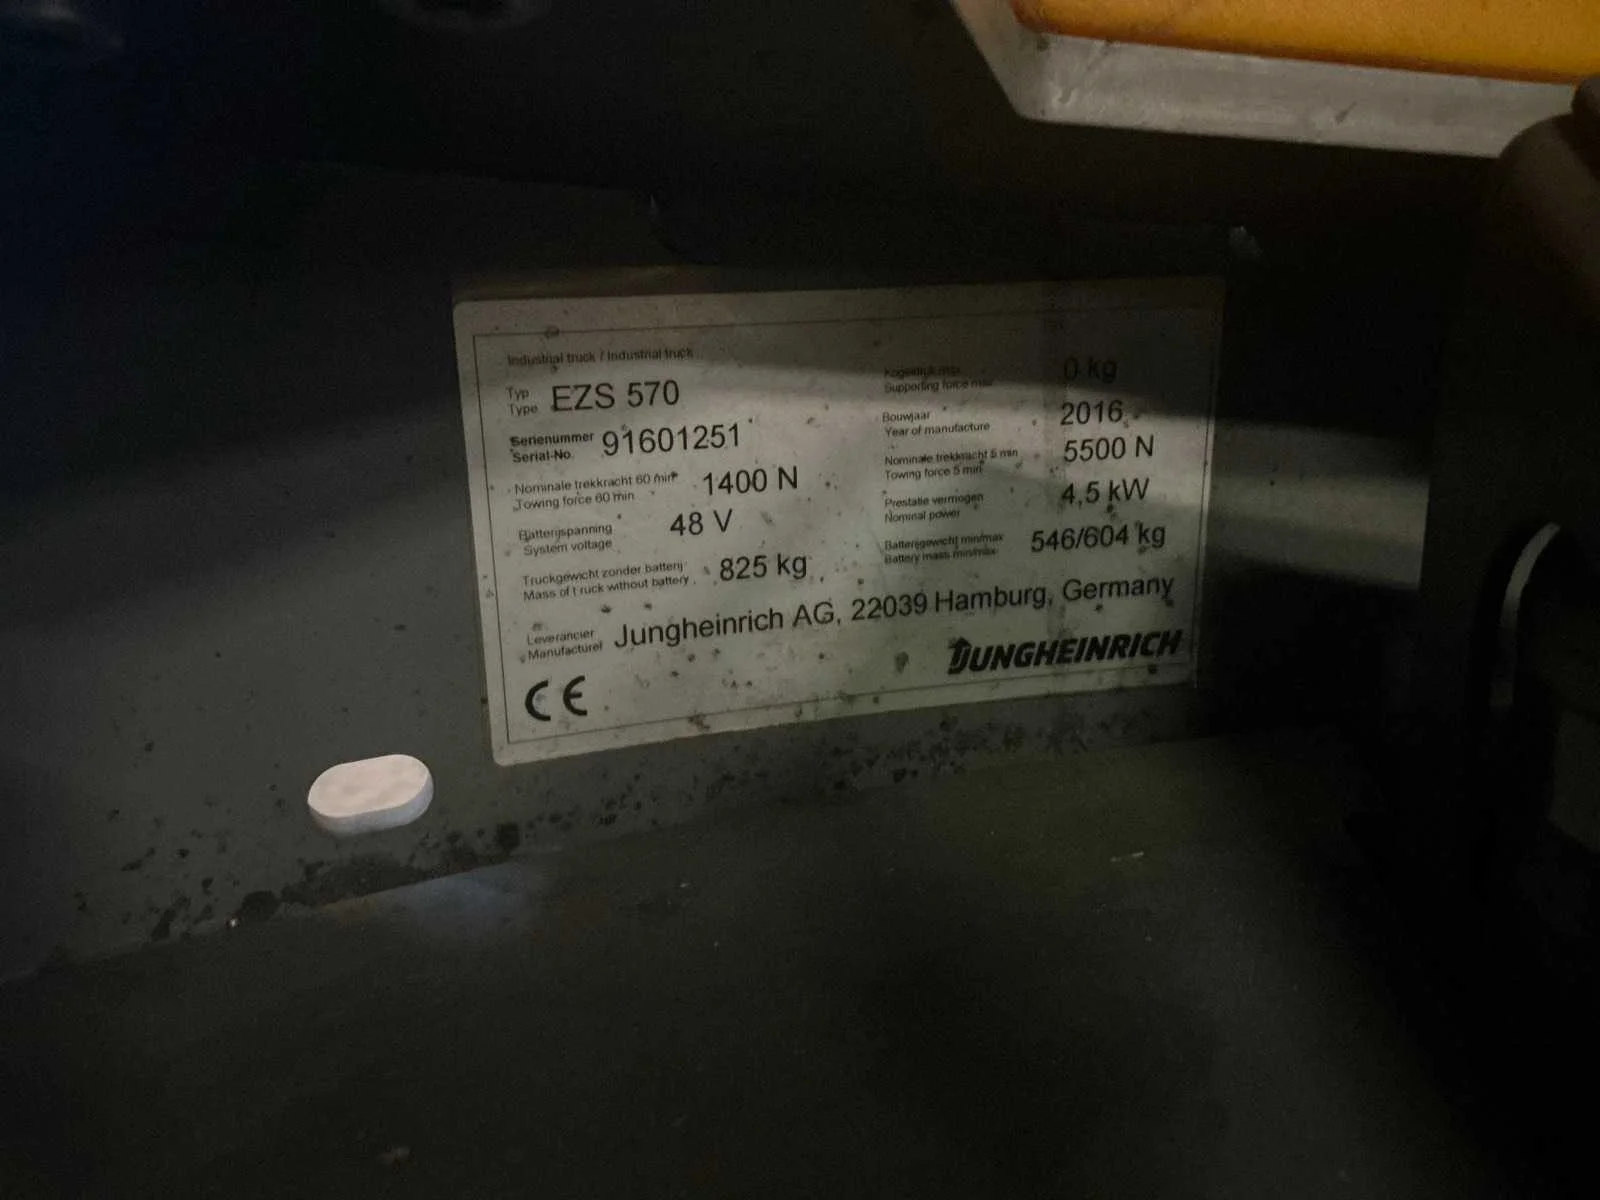 Industrial truck / Industrial truck
Typ
Type EZS 570
Serienummer
Serial-No. 91601251
Nominale trekkracht 60 min
Towing force 60 min 1400 N
Batterijspanning
System voltage 48 V
Truckgewicht zonder batterij
Mass of truck without battery 825 kg
Kogeldruk max
Supporting force max 0 kg
Bouwjaar
Year of manufacture 2016
Nominale trekkracht 5 min
Towing force 5 min 5500 N
Prestatie vermogen
Nominal power 4,5 kW
Batterijgewicht min/max
Battery mass min/max 546/604 kg
Leverancier
Manufacturer Jungheinrich AG, 22039 Hamburg, Germany
CE
JUNGHEINRICH